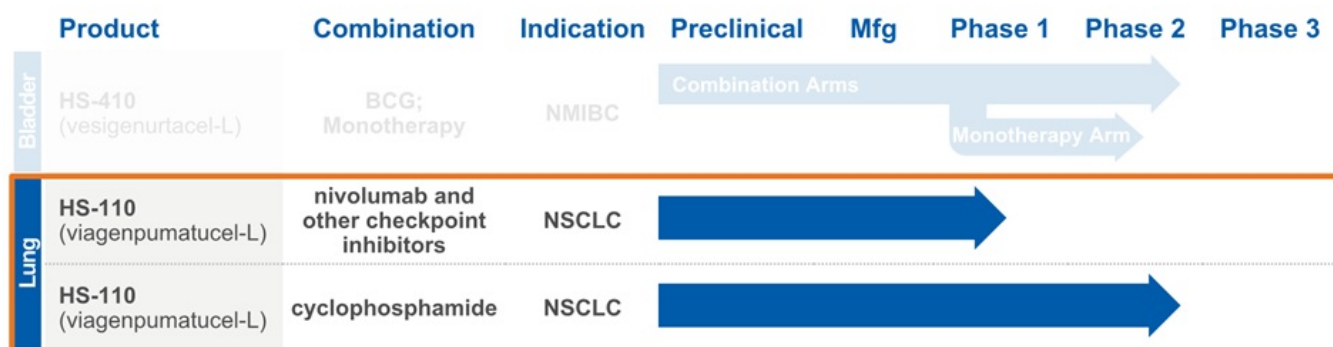 Product Combination Indication Preclinical Mfg Phase 1 Phase 2 Phase 3
Bladder
HS-410
(vesigenurtacel-L)
BCG;
Monotherapy
NMIBC
Combination Arms
Monotherapy Arm
Lung
HS-110
(viagenpumatucel-L)
nivolumab and
other checkpoint
inhibitors
NSCLC
HS-110
(viagenpumatucel-L)
cyclophosphamide
NSCLC